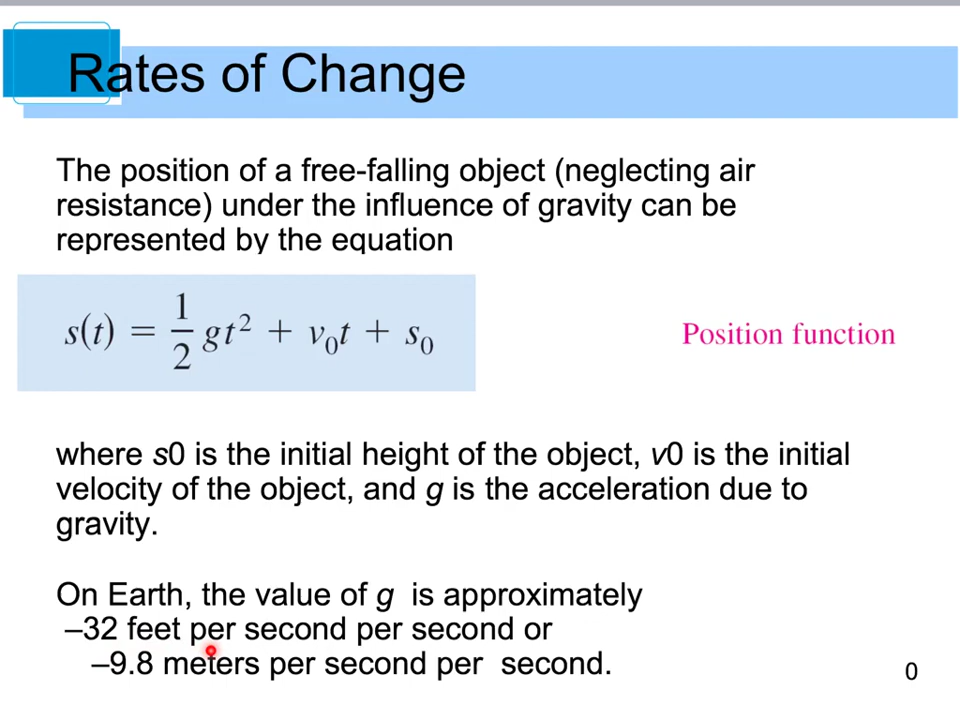 Rates of Change
The position of a free-falling object (neglecting air
resistance) under the influence of gravity can be
represented by the equation
s(t) = 1/2 gt² + v₀t + s₀
Position function
where s0 is the initial height of the object, v0 is the initial
velocity of the object, and g is the acceleration due to
gravity.
On Earth, the value of g is approximately
–32 feet per second per second or
–9.8 meters per second per second.
0